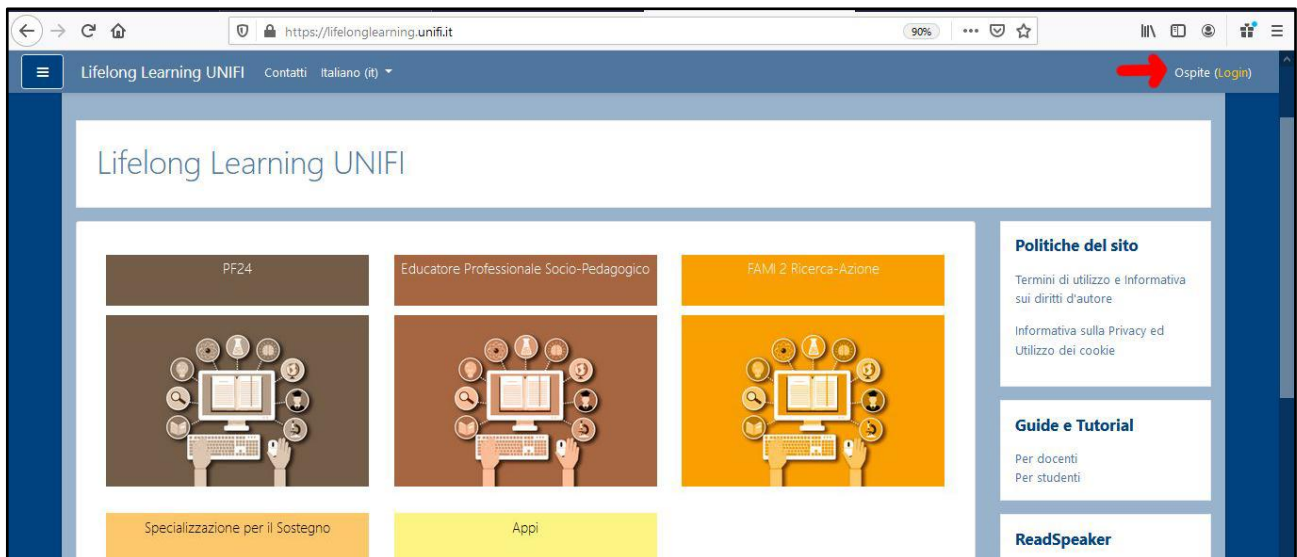 https://lifelonglearning.unifi.it
90%
Lifelong Learning UNIFI Contatti Italiano (it)
Ospite (Login)
Lifelong Learning UNIFI
PF24
Educatore Professionale Socio-Pedagogico
FAMI 2 Ricerca-Azione
Specializzazione per il Sostegno
Appi
Politiche del sito
Termini di utilizzo e Informativa
sui diritti d'autore
Informativa sulla Privacy ed
Utilizzo dei cookie
Guide e Tutorial
Per docenti
Per studenti
ReadSpeaker